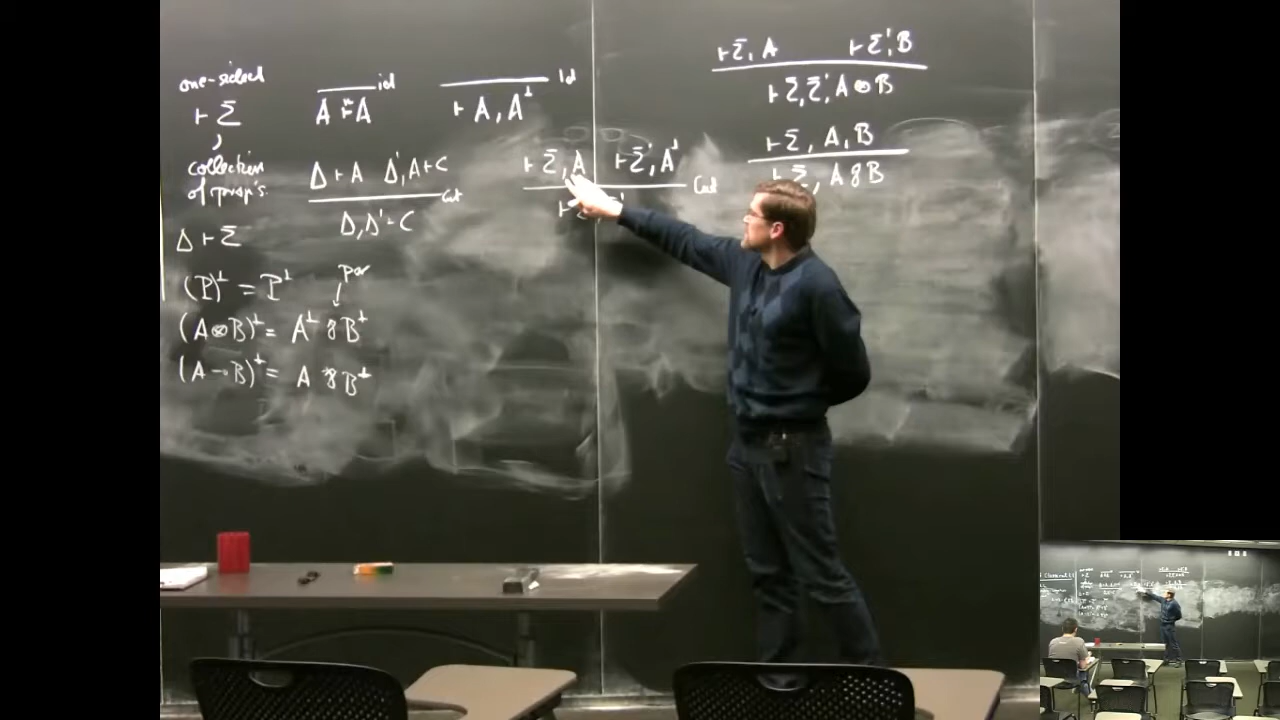 one-sided
⊢ Σ
collection
of prop's.
Δ ⊢ Σ
(P)^⊥ = P^⊥
par
(A⊗B)^⊥ = A^⊥ ⅋ B^⊥
(A ⊸ B)^⊥ = A ⅋ B^⊥
id
A ⊢ A
Δ ⊢ A Δ', A ⊢ C
cut
Δ, Δ' ⊢ C
Id
⊢ A, A^⊥
⊢ Σ, A ⊢ Σ', A^⊥
Cut
⊢ Σ, A ⊢ Σ', B
⊢ Σ, Σ', A ⊗ B
⊢ Σ, A, B
⊢ Σ, A ⅋ B